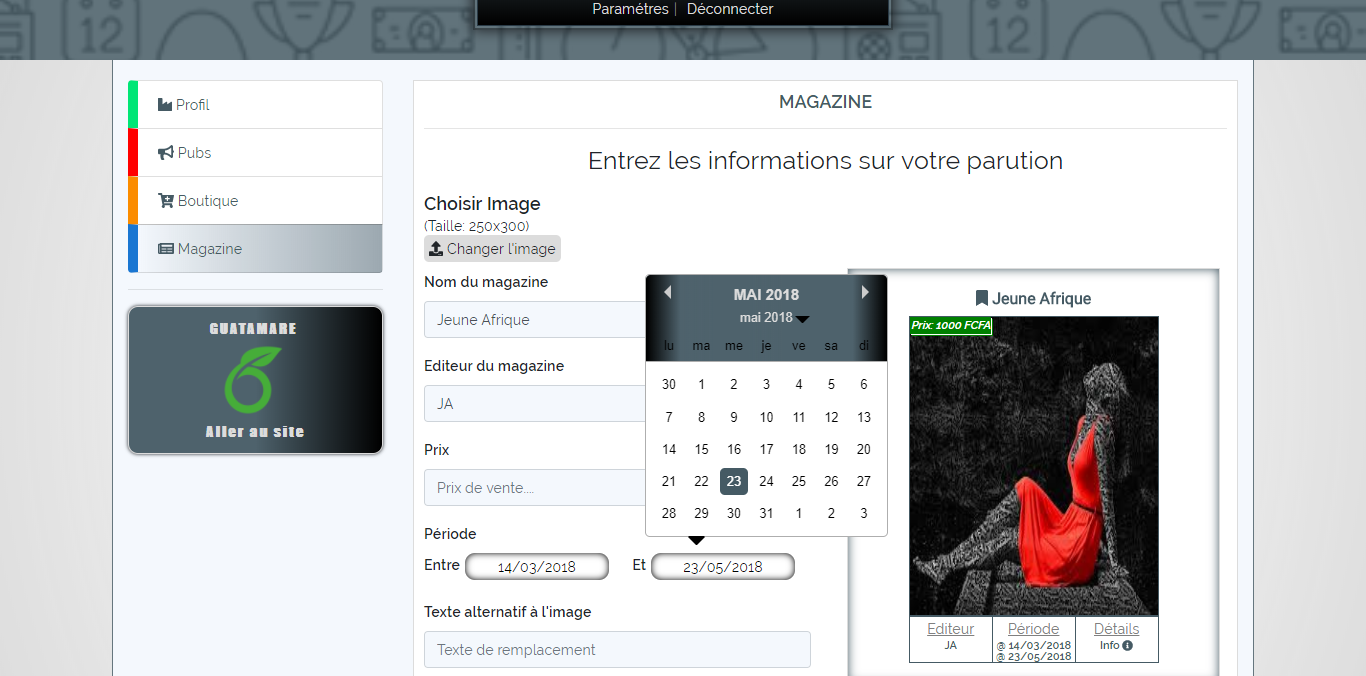 Paramétres | Déconnecter
Profil
Pubs
Boutique
Magazine
GUATAMARE
Aller au site
MAGAZINE
Entrez les informations sur votre parution
Choisir Image
(Taille: 250x300)
Changer l'image
Nom du magazine
Jeune Afrique
Editeur du magazine
JA
Prix
Prix de vente....
Période
Entre 14/03/2018 Et 23/05/2018
Texte alternatif à l'image
Texte de remplacement
MAI 2018
mai 2018
lu ma me je ve sa di
30 1 2 3 4 5 6
7 8 9 10 11 12 13
14 15 16 17 18 19 20
21 22 23 24 25 26 27
28 29 30 31 1 2 3
Jeune Afrique
Prix: 1000 FCFA
Editeur
JA
Période
@ 14/03/2018
@ 23/05/2018
Détails
Info
12
12